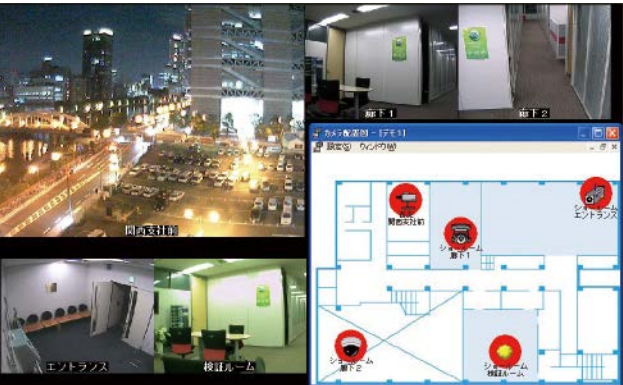 関西支社前
廊下1
廊下2
カメラ配置図 - [デモ1]
設定(S) ウィンドウ(W)
関西支社前
ショールーム
エントランス
ショールーム
廊下1
ショールーム
廊下2
ショールーム
検証ルーム
エントランス
検証ルーム